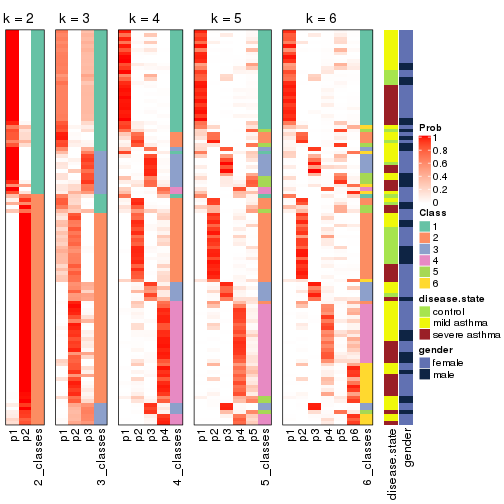 k = 2 k = 3 k = 4 k = 5 k = 6
Prob
1
0.8
0.6
0.4
0.2
0
Class
1
2
3
4
5
6
disease.state
control
mild asthma
severe asthma
gender
female
male
p1 p2 2_classes p1 p2 p3 3_classes p1 p2 p3 p4 4_classes p1 p2 p3 p4 p5 5_classes p1 p2 p3 p4 p5 p6 6_classes disease.state gender